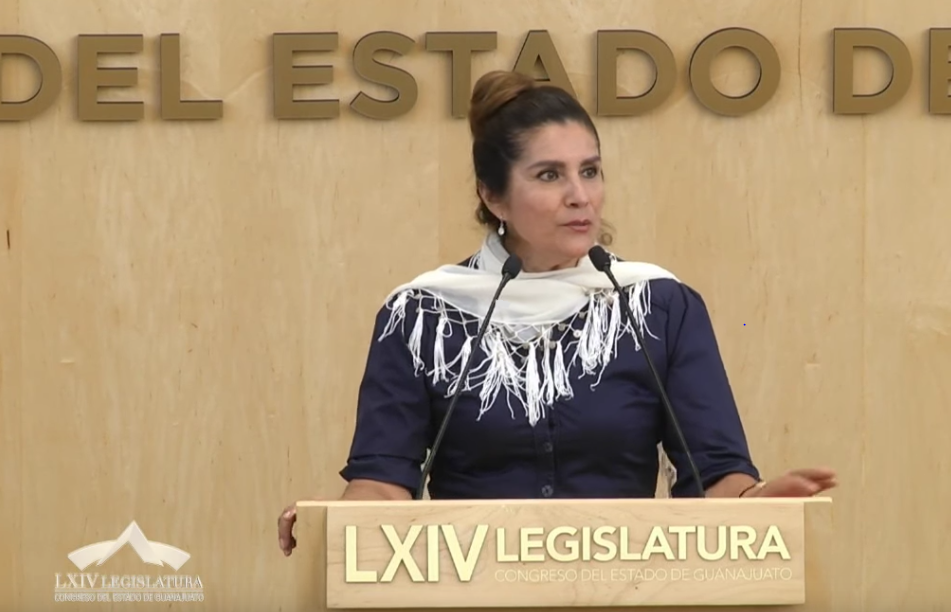 DEL ESTADO DE
LXIV LEGISLATURA
CONGRESO DEL ESTADO DE GUANAJUATO
LXIV LEGISLATURA
CONGRESO DEL ESTADO DE GUANAJUATO